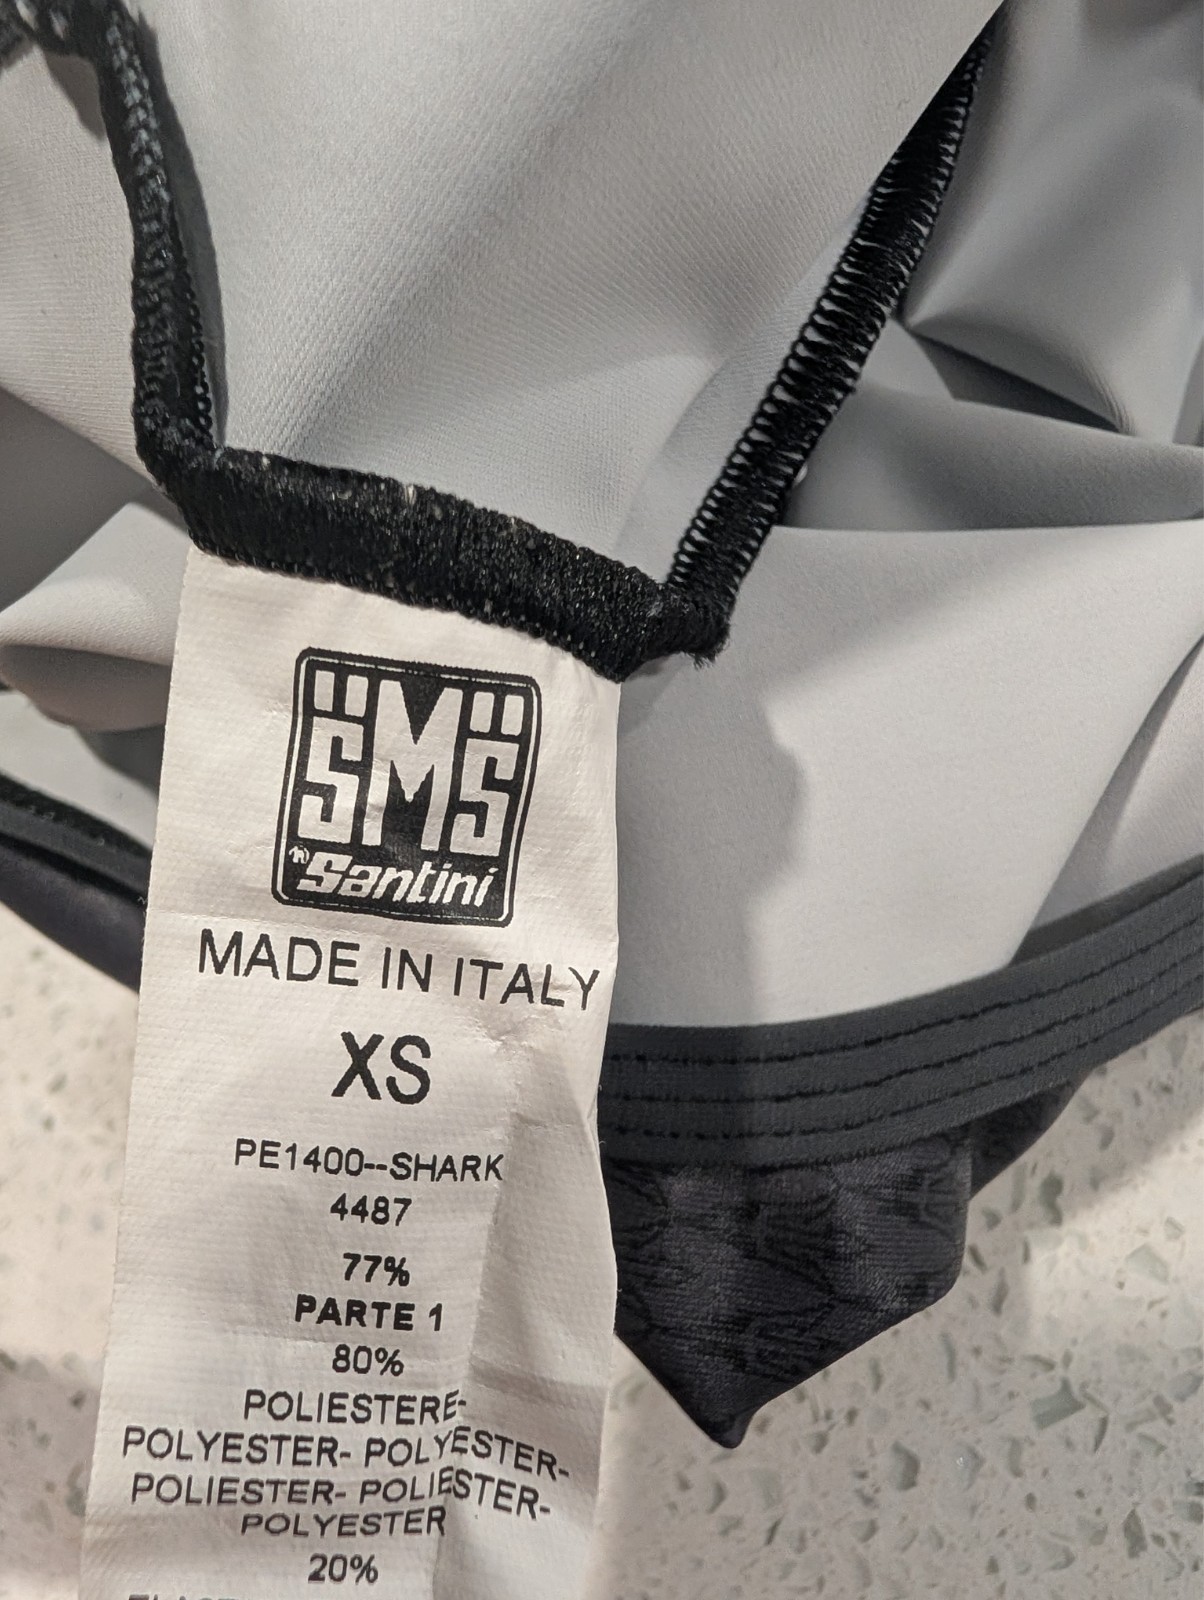 SMS
Santini
MADE IN ITALY
XS
PE1400--SHARK
4487
77%
PARTE 1
80%
POLIESTERE-
POLYESTER- POLYESTER-
POLIESTER- POLIESTER-
POLYESTER
20%